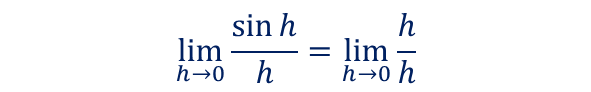 lim_{h→0} sin h / h = lim_{h→0} h / h